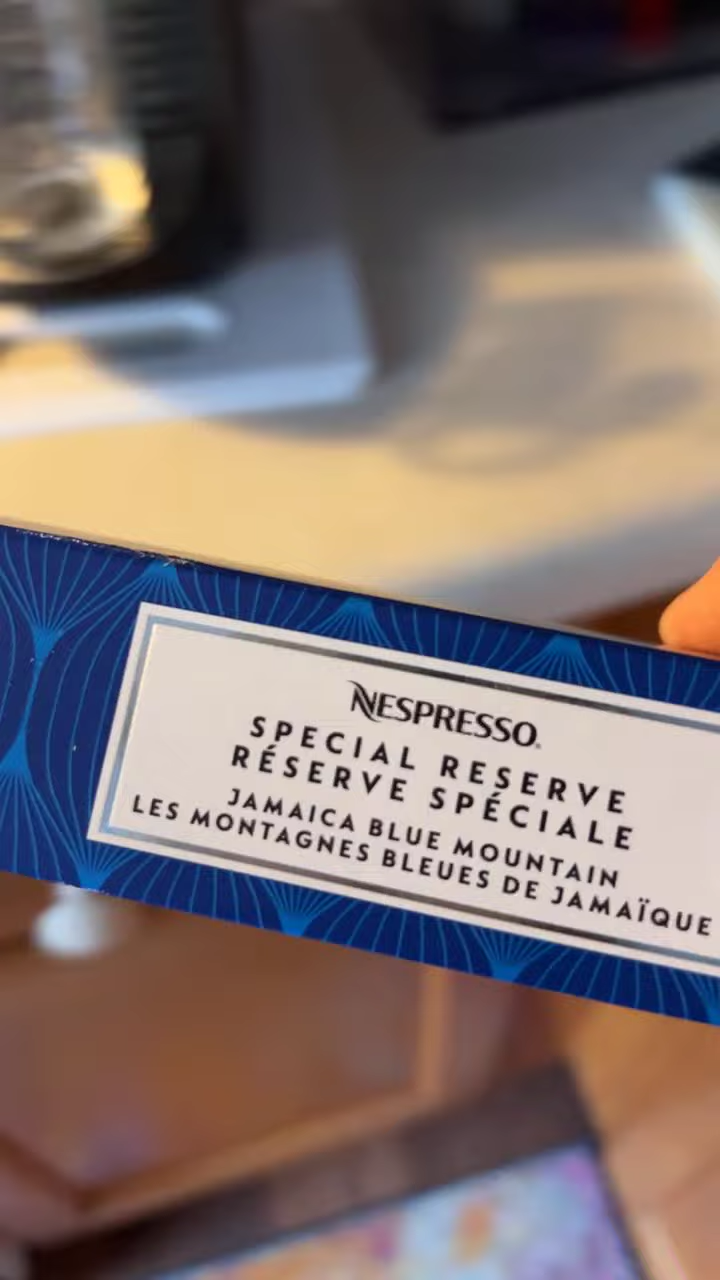 NESPRESSO.
SPECIAL RESERVE
RÉSERVE SPÉCIALE
JAMAICA BLUE MOUNTAIN
LES MONTAGNES BLEUES DE JAMAÏQUE